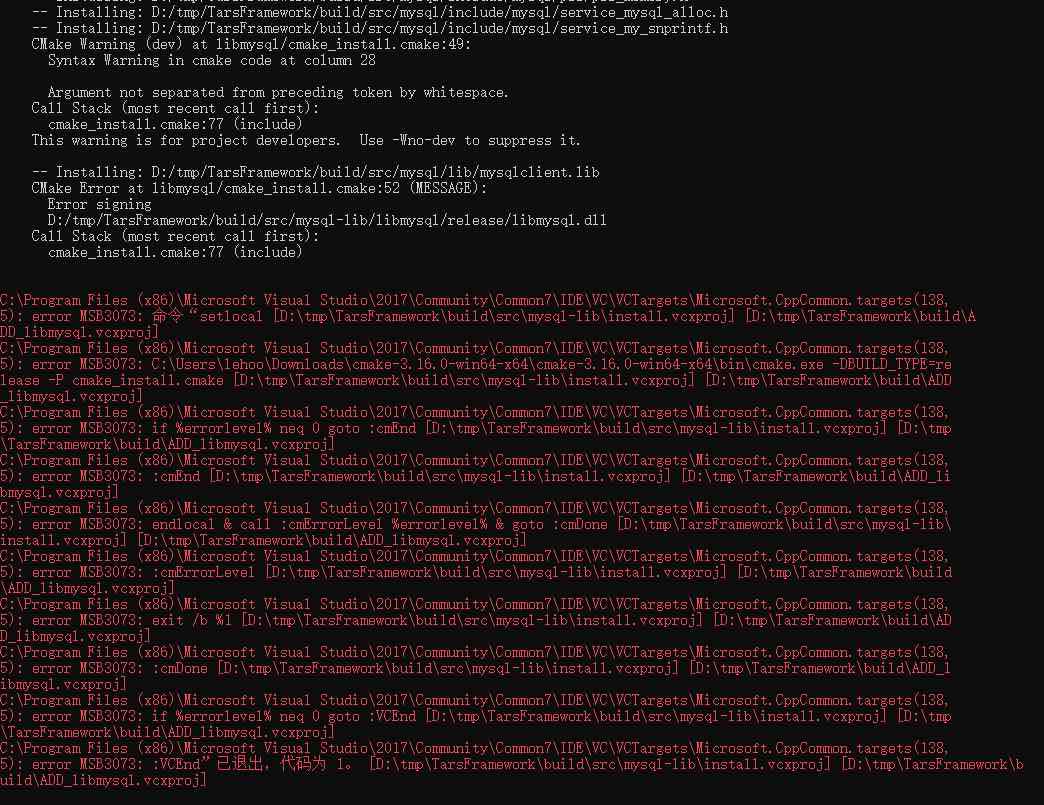 -- Installing: D:/tmp/TarsFramework/build/src/mysql/include/mysql/service_mysql_alloc.h
-- Installing: D:/tmp/TarsFramework/build/src/mysql/include/mysql/service_my_snprintf.h
CMake Warning (dev) at libmysql/cmake_install.cmake:49:
Syntax Warning in cmake code at column 28
Argument not separated from preceding token by whitespace.
Call Stack (most recent call first):
cmake_install.cmake:77 (include)
This warning is for project developers.  Use -Wno-dev to suppress it.
-- Installing: D:/tmp/TarsFramework/build/src/mysql/lib/mysqlclient.lib
CMake Error at libmysql/cmake_install.cmake:52 (MESSAGE):
Error signing
D:/tmp/TarsFramework/build/src/mysql-lib/libmysql/release/libmysql.dll
Call Stack (most recent call first):
cmake_install.cmake:77 (include)
C:\Program Files (x86)\Microsoft Visual Studio\2017\Community\Common7\IDE\VC\VCTargets\Microsoft.CppCommon.targets(138,
5): error MSB3073: 命令“setlocal [D:\tmp\TarsFramework\build\src\mysql-lib\install.vcxproj] [D:\tmp\TarsFramework\build\A
DD_libmysql.vcxproj]
C:\Program Files (x86)\Microsoft Visual Studio\2017\Community\Common7\IDE\VC\VCTargets\Microsoft.CppCommon.targets(138,
5): error MSB3073: C:\Users\lehoo\Downloads\cmake-3.16.0-win64-x64\cmake-3.16.0-win64-x64\bin\cmake.exe -DBUILD_TYPE=re
lease -P cmake_install.cmake [D:\tmp\TarsFramework\build\src\mysql-lib\install.vcxproj] [D:\tmp\TarsFramework\build\ADD
_libmysql.vcxproj]
C:\Program Files (x86)\Microsoft Visual Studio\2017\Community\Common7\IDE\VC\VCTargets\Microsoft.CppCommon.targets(138,
5): error MSB3073: if %errorlevel% neq 0 goto :cmEnd [D:\tmp\TarsFramework\build\src\mysql-lib\install.vcxproj] [D:\tmp
\TarsFramework\build\ADD_libmysql.vcxproj]
C:\Program Files (x86)\Microsoft Visual Studio\2017\Community\Common7\IDE\VC\VCTargets\Microsoft.CppCommon.targets(138,
5): error MSB3073: :cmEnd [D:\tmp\TarsFramework\build\src\mysql-lib\install.vcxproj] [D:\tmp\TarsFramework\build\ADD_li
bmysql.vcxproj]
C:\Program Files (x86)\Microsoft Visual Studio\2017\Community\Common7\IDE\VC\VCTargets\Microsoft.CppCommon.targets(138,
5): error MSB3073: endlocal & call :cmErrorLevel %errorlevel% & goto :cmDone [D:\tmp\TarsFramework\build\src\mysql-lib\
install.vcxproj] [D:\tmp\TarsFramework\build\ADD_libmysql.vcxproj]
C:\Program Files (x86)\Microsoft Visual Studio\2017\Community\Common7\IDE\VC\VCTargets\Microsoft.CppCommon.targets(138,
5): error MSB3073: :cmErrorLevel [D:\tmp\TarsFramework\build\src\mysql-lib\install.vcxproj] [D:\tmp\TarsFramework\build
\ADD_libmysql.vcxproj]
C:\Program Files (x86)\Microsoft Visual Studio\2017\Community\Common7\IDE\VC\VCTargets\Microsoft.CppCommon.targets(138,
5): error MSB3073: exit /b %1 [D:\tmp\TarsFramework\build\src\mysql-lib\install.vcxproj] [D:\tmp\TarsFramework\build\AD
D_libmysql.vcxproj]
C:\Program Files (x86)\Microsoft Visual Studio\2017\Community\Common7\IDE\VC\VCTargets\Microsoft.CppCommon.targets(138,
5): error MSB3073: :cmDone [D:\tmp\TarsFramework\build\src\mysql-lib\install.vcxproj] [D:\tmp\TarsFramework\build\ADD_l
ibmysql.vcxproj]
C:\Program Files (x86)\Microsoft Visual Studio\2017\Community\Common7\IDE\VC\VCTargets\Microsoft.CppCommon.targets(138,
5): error MSB3073: if %errorlevel% neq 0 goto :VCEnd [D:\tmp\TarsFramework\build\src\mysql-lib\install.vcxproj] [D:\tmp
\TarsFramework\build\ADD_libmysql.vcxproj]
C:\Program Files (x86)\Microsoft Visual Studio\2017\Community\Common7\IDE\VC\VCTargets\Microsoft.CppCommon.targets(138,
5): error MSB3073: :VCEnd”已退出，代码为 1。 [D:\tmp\TarsFramework\build\src\mysql-lib\install.vcxproj] [D:\tmp\TarsFramework\b
uild\ADD_libmysql.vcxproj]